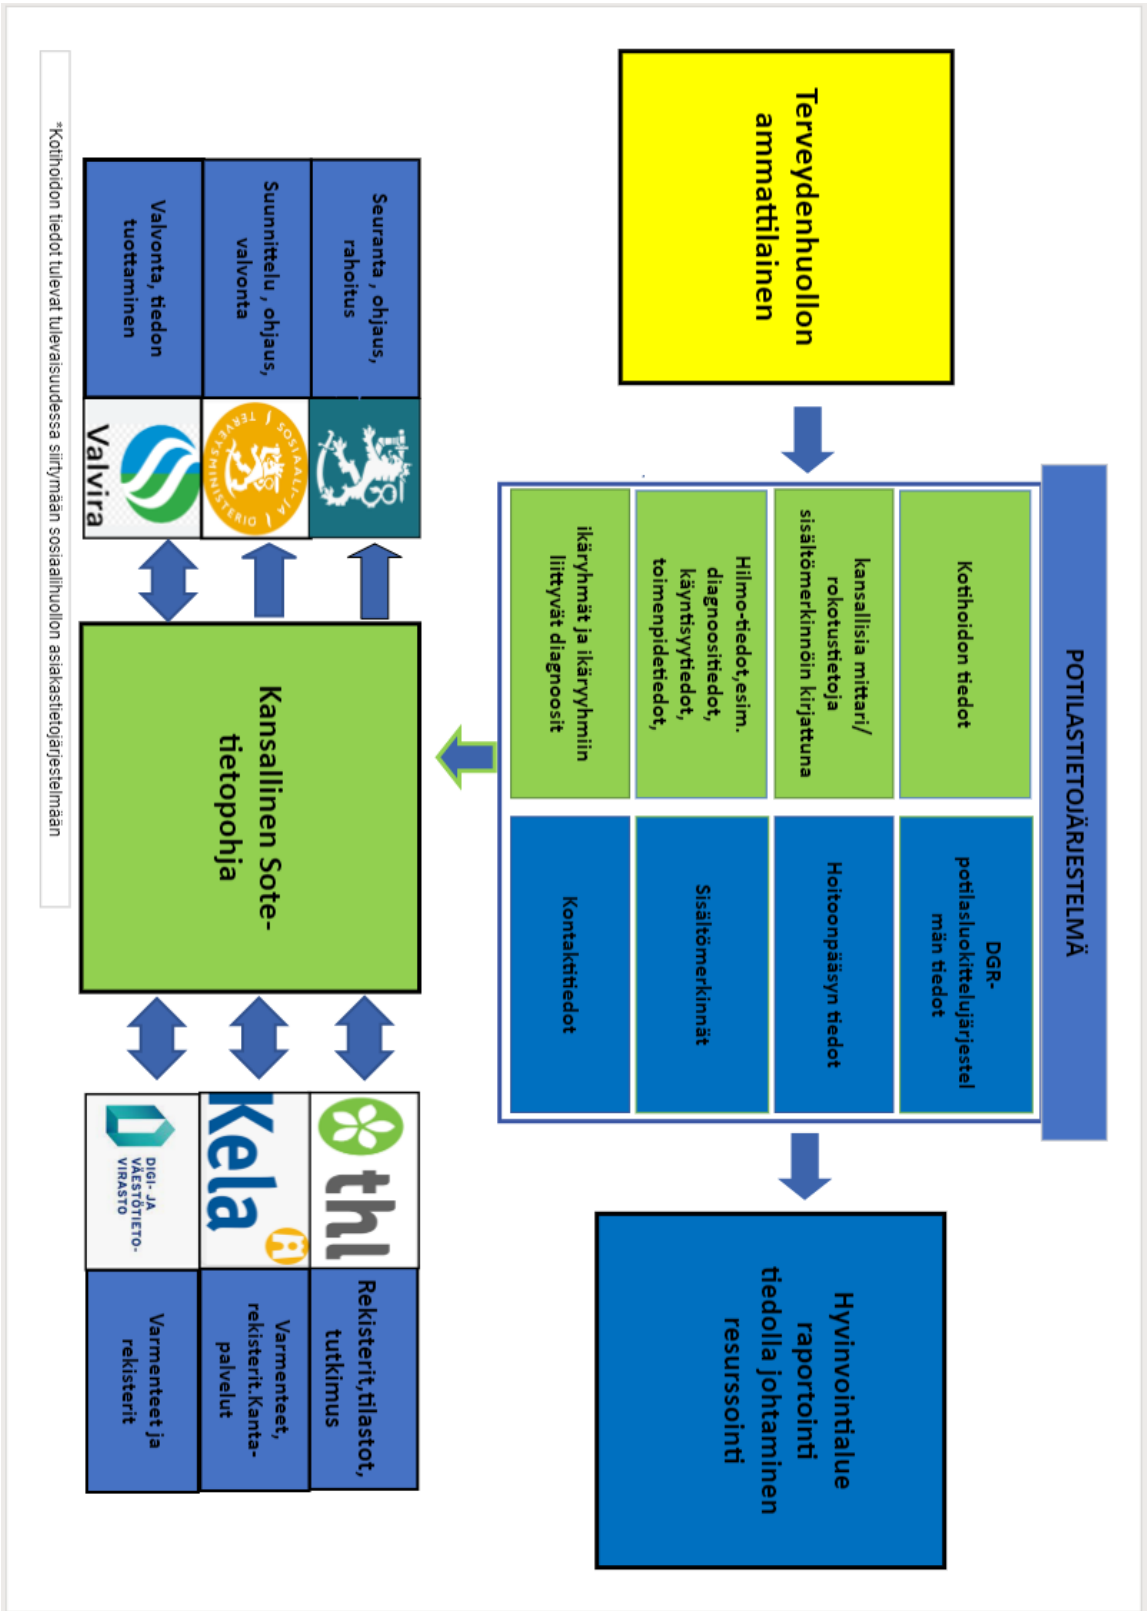 POTILASTIETOJÄRJESTELMÄ
Terveydenhuollon
ammattilainen
Kotihoidon tiedot
kansallisia mittari/
rokotustietoja
sisältömerkinnöin kirjattuna
Hilmo-tiedot,esim.
diagnoositiedot,
käyntisyytiedot,
toimenpidetiedot,
ikäryhmät ja ikäryyhmiin
liittyvät diagnoosit
DGR-
potilasluokittelujärjestel
män tiedot
Hoitoonpääsyn tiedot
Sisältömerkinnät
Kontaktitiedot
Hyvinvointialue
raportointi
tiedolla johtaminen
resurssointi
Seuranta , ohjaus,
rahoitus
Suunnittelu , ohjaus,
valvonta
SOSIAALI- JA
TERVEYSMINISTERIÖ
Valvonta, tiedon
tuottaminen
Valvira
Kansallinen Sote-
tietopohja
thl
Rekisterit,tilastot,
tutkimus
Kela
Varmenteet,
rekisterit.Kanta-
palvelut
DIGI- JA
VÄESTÖTIETO-
VIRASTO
Varmenteet ja
rekisterit
*Kotihoidon tiedot tulevat tulevaisuudessa siirtymään sosiaalihuollon asiakastietojärjestelmään